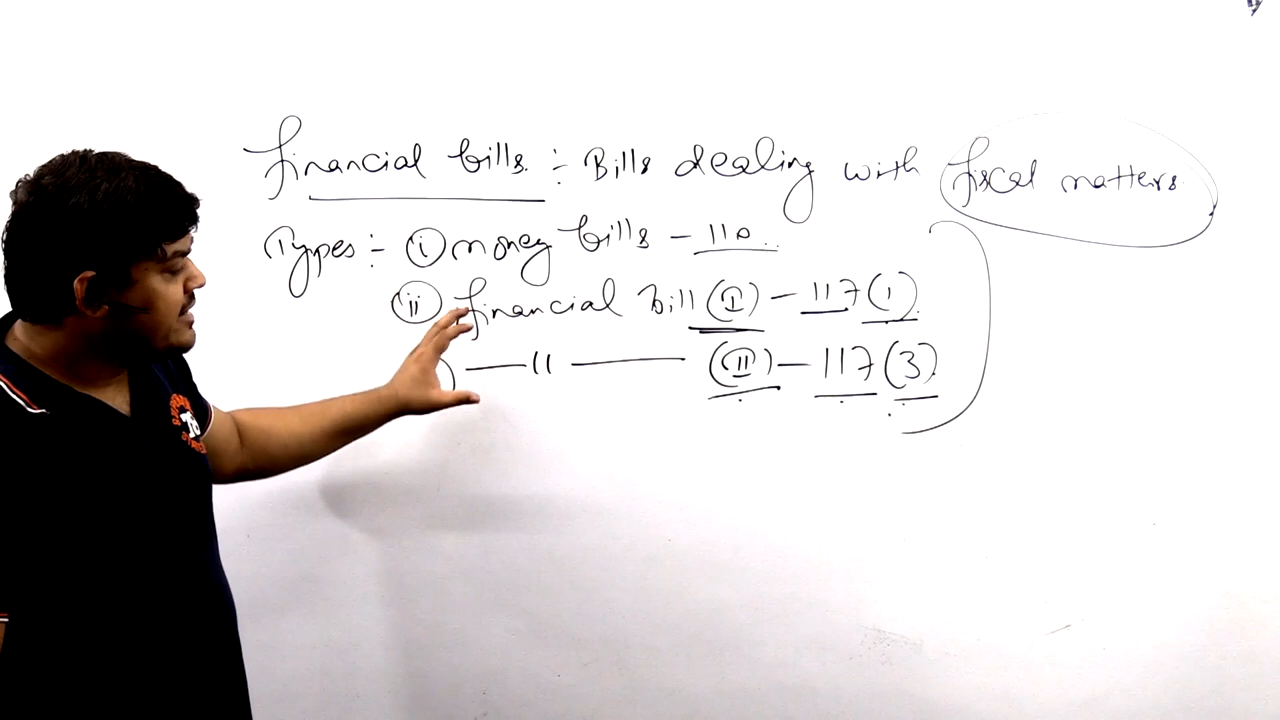 Financial bills :- Bills dealing with fiscal matters
Types :- (i) money bills - 110
(ii) Financial Bill (I) - 117 (1)
) —— 11 —— (II) - 117 (3)